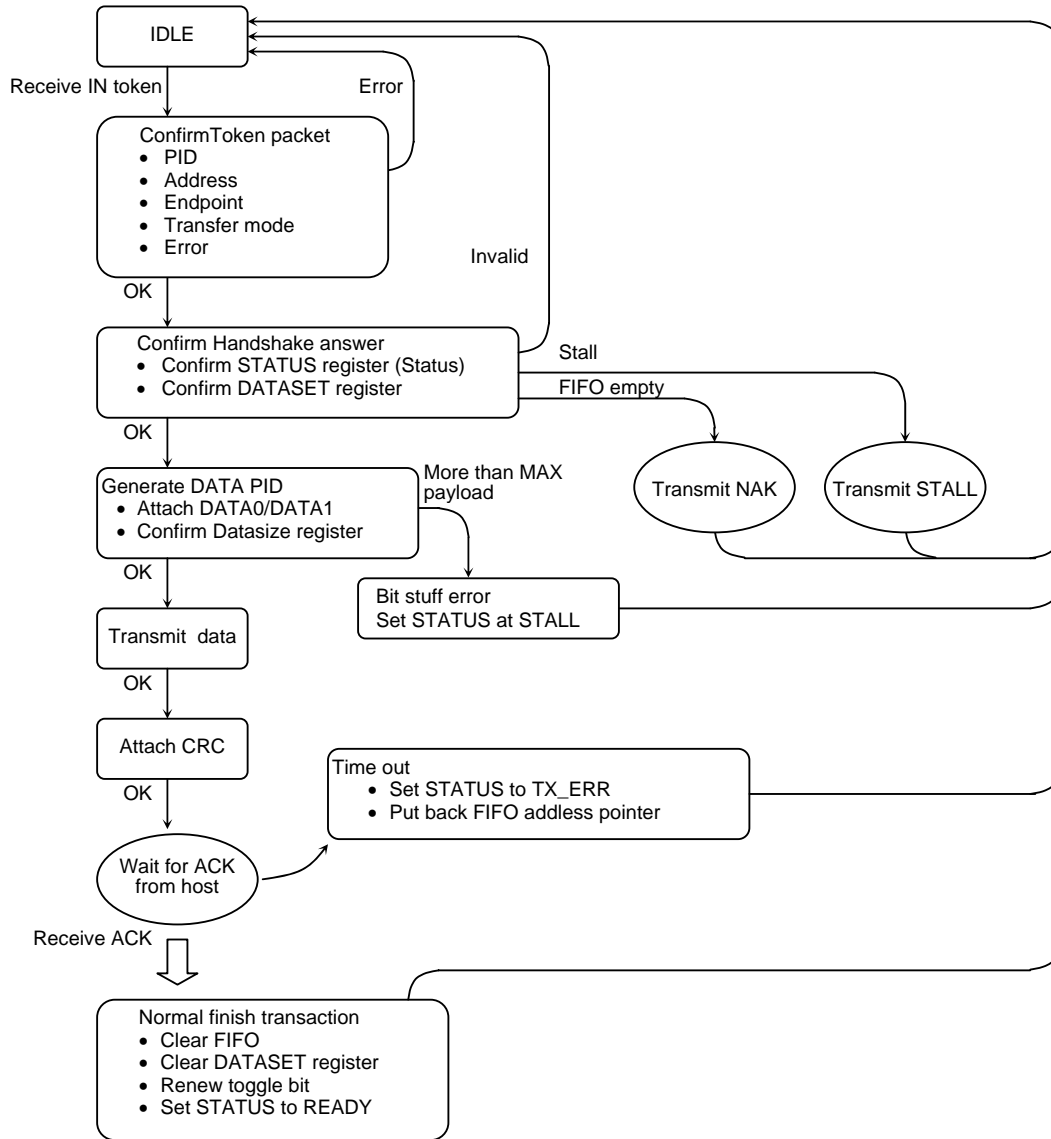 IDLE
Receive IN token
Error
ConfirmToken packet
• PID
• Address
• Endpoint
• Transfer mode
• Error
Invalid
OK
Confirm Handshake answer
• Confirm STATUS register (Status)
• Confirm DATASET register
Stall
FIFO empty
OK
Transmit NAK
Transmit STALL
Generate DATA PID
• Attach DATA0/DATA1
• Confirm Datasize register
More than MAX
payload
OK
Bit stuff error
Set STATUS at STALL
Transmit data
OK
Attach CRC
OK
Time out
• Set STATUS to TX_ERR
• Put back FIFO addless pointer
Wait for ACK
from host
Receive ACK
Normal finish transaction
• Clear FIFO
• Clear DATASET register
• Renew toggle bit
• Set STATUS to READY